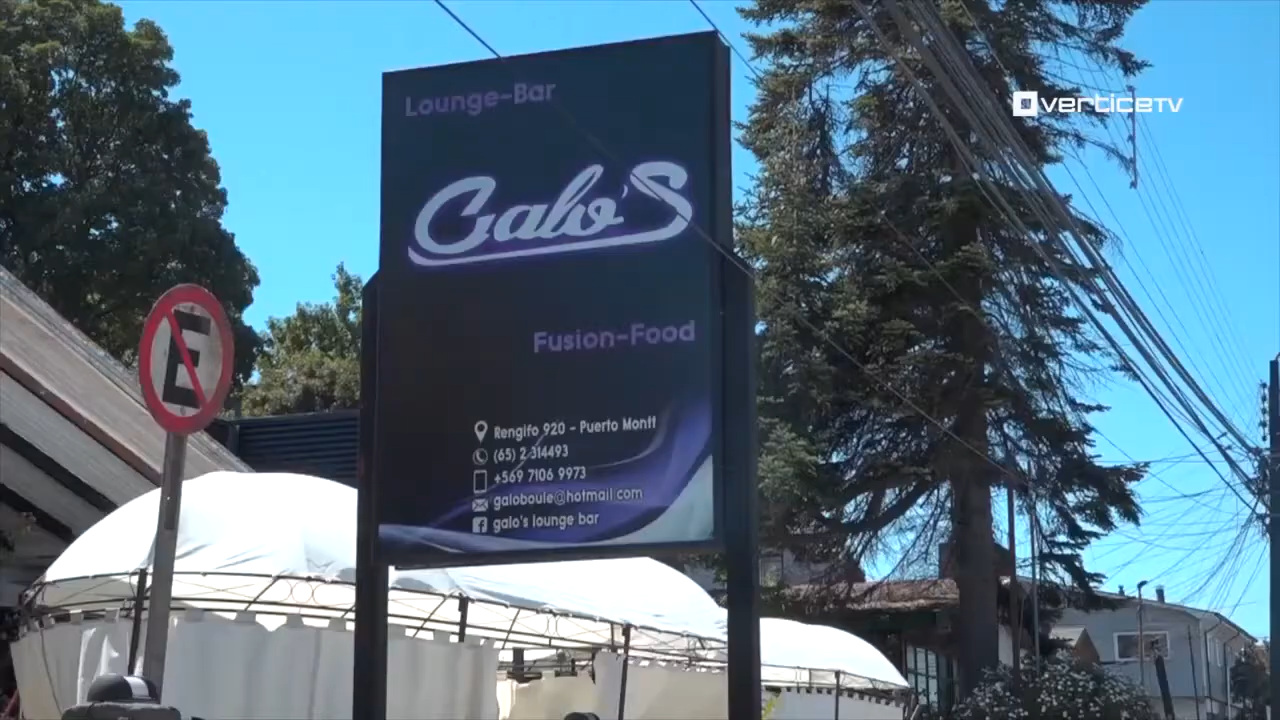 Lounge-Bar
verticeTV
Galo'S
Fusion-Food
E
Rengifo 920 - Puerto Montt
(65) 2 314493
+569 7106 9973
galoboule@hotmail.com
galo's lounge bar